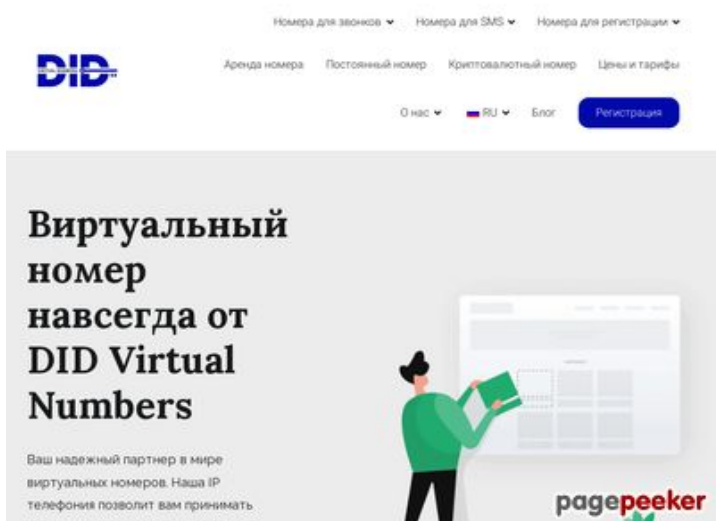 Номера для звонков Номера для SMS Номера для регистрации
DID
Аренда номера Постоянный номер Криптовалютный номер Цены и тарифы
О нас RU Блог Регистрация
Виртуальный
номер
навсегда от
DID Virtual
Numbers
Ваш надежный партнер в мире
виртуальных номеров. Наша IP
телефония позволит вам принимать
pagepeeker